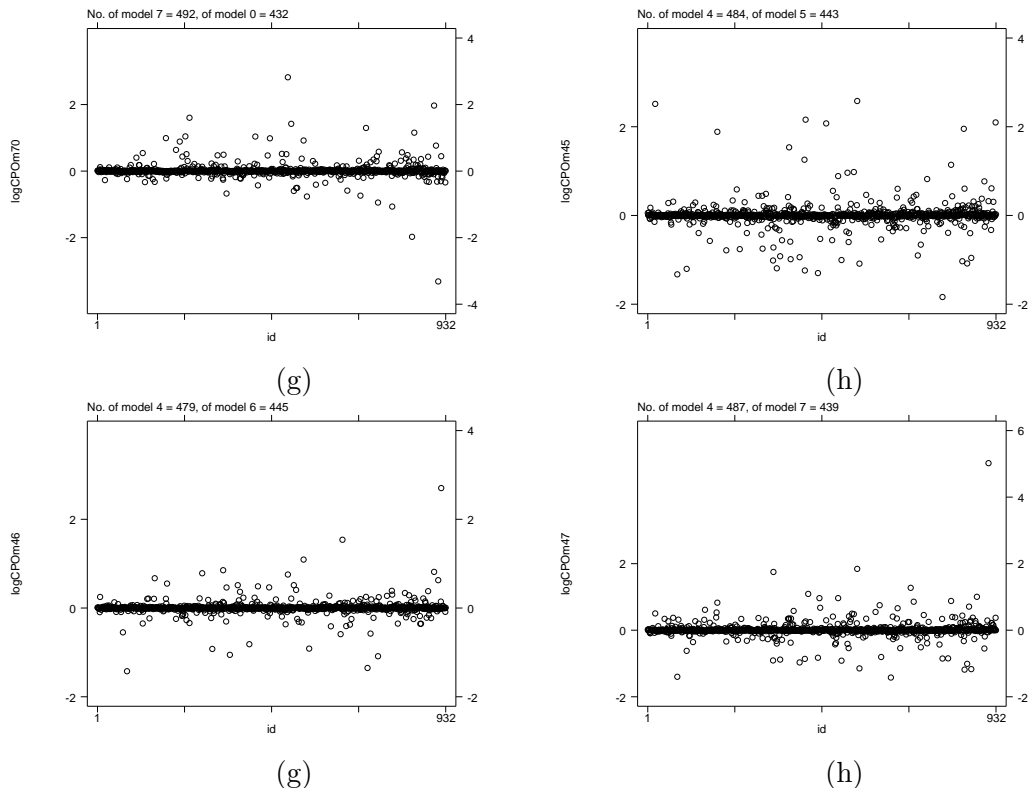 No. of model 7 = 492, of model 0 = 432
4
2
2
0
0
-2
-2
-4
logCPOm70
1
932
id
(g)
No. of model 4 = 484, of model 5 = 443
4
2
2
0
0
-2
-2
logCPOm45
1
932
id
(h)
No. of model 4 = 479, of model 6 = 445
4
2
2
0
0
-2
-2
logCPOm46
1
932
id
(g)
No. of model 4 = 487, of model 7 = 439
6
4
2
2
0
0
-2
-2
logCPOm47
1
932
id
(h)